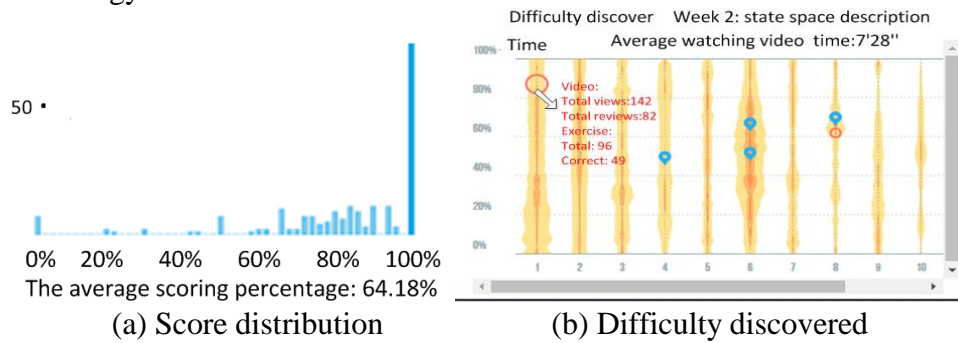 50
0% 20% 40% 60% 80% 100%
The average scoring percentage: 64.18%
(a) Score distribution
Difficulty discover Week 2: state space description
Time Average watching video time:7'28''
100%
80%
60%
40%
20%
0%
Video:
Total views:142
Total reviews:82
Exercise:
Total: 96
Correct: 49
1 2 3 4 5 6 7 8 9 10
(b) Difficulty discovered